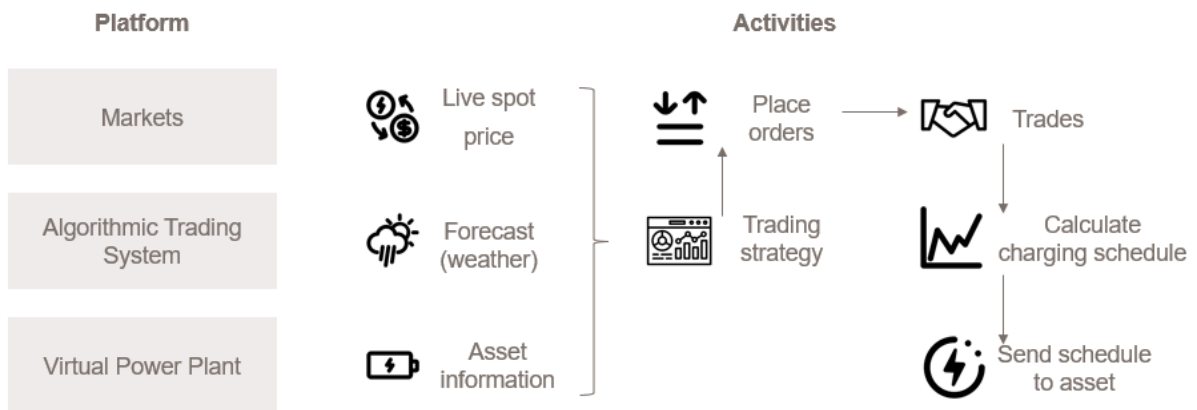 Platform
Activities
Markets
Live spot
price
Place
orders
Trades
Algorithmic Trading
System
Forecast
(weather)
Trading
strategy
Calculate
charging schedule
Virtual Power Plant
Asset
information
Send schedule
to asset